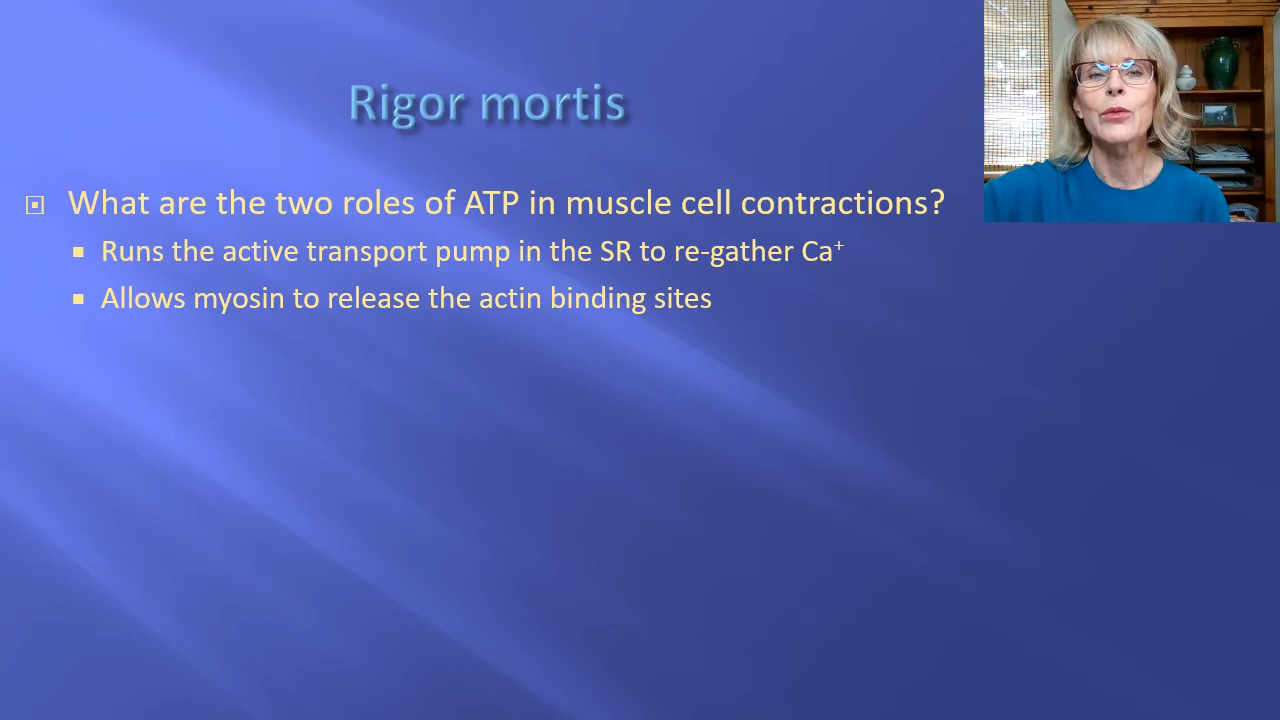 Rigor mortis
What are the two roles of ATP in muscle cell contractions?
Runs the active transport pump in the SR to re-gather Ca⁺
Allows myosin to release the actin binding sites